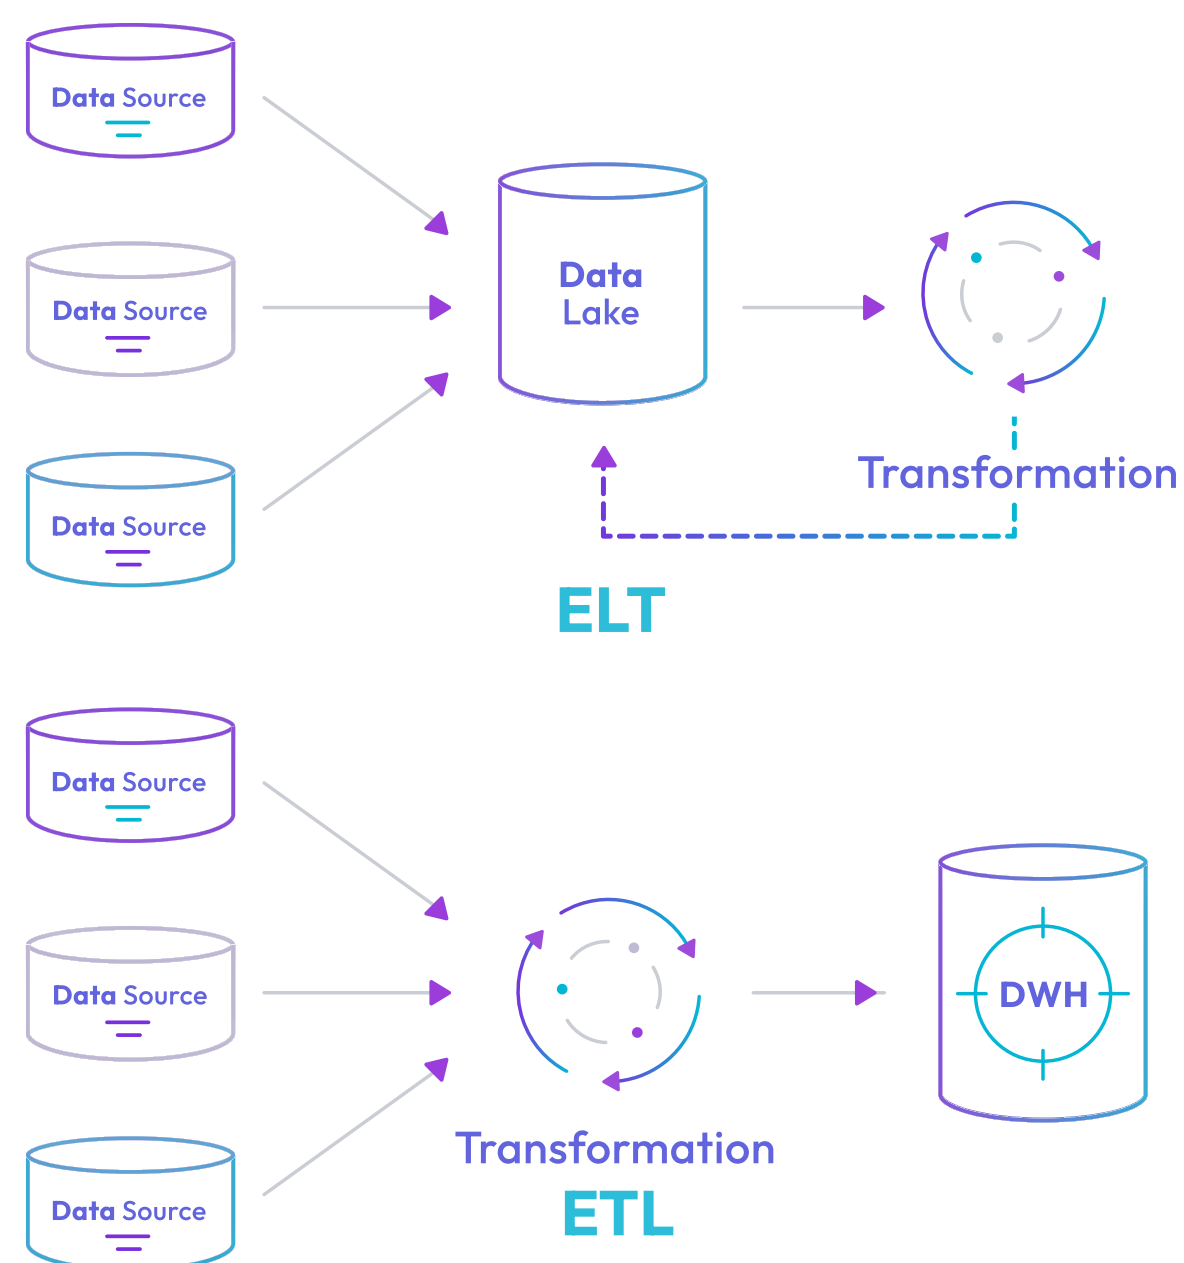 Data Source
Data Source
Data Source
Data
Lake
Transformation
ELT
Data Source
Data Source
Data Source
Transformation
DWH
ETL